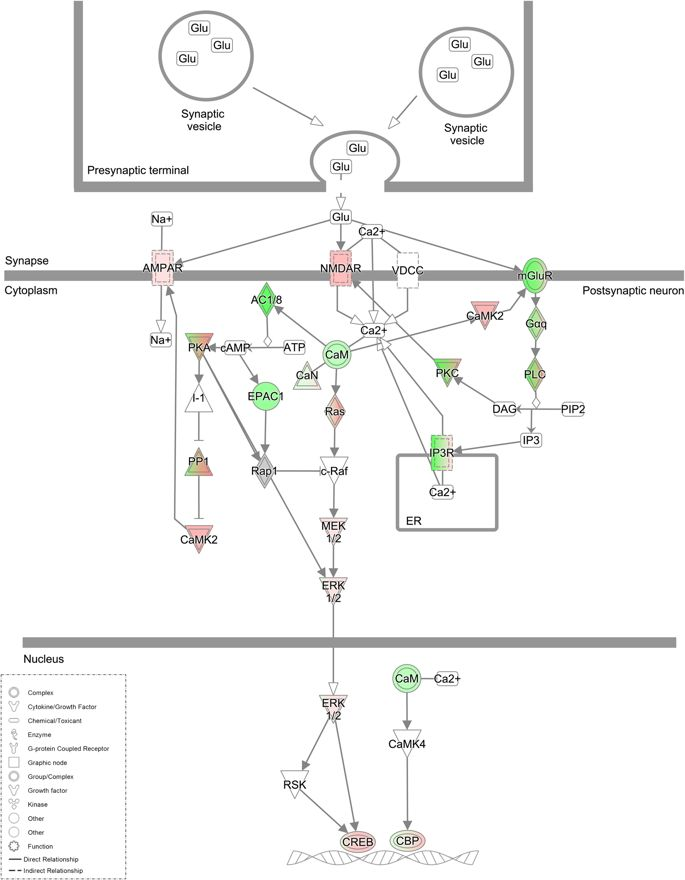 Glu
Glu
Glu
Glu
Glu
Glu
Synaptic
vesicle
Synaptic
vesicle
Glu
Glu
Presynaptic terminal
Na+
Glu
Ca2+
Synapse
AMPAR
NMDAR
VDCC
mGluR
Cytoplasm
Postsynaptic neuron
AC1/8
CaMK2
Gαq
Na+
Ca2+
PKA
cAMP
ATP
CaM
CaN
PKC
PLC
I-1
EPAC1
Ras
DAG
PIP2
IP3
IP3R
PP1
Rap1
c-Raf
Ca2+
ER
CaMK2
MEK
1/2
ERK
1/2
Nucleus
CaM
Ca2+
ERK
1/2
CaMK4
RSK
CREB
CBP
Complex
Cytokine/Growth Factor
Chemical/Toxicant
Enzyme
G-protein Coupled Receptor
Graphic node
Group/Complex
Growth factor
Kinase
Other
Other
Function
Direct Relationship
Indirect Relationship